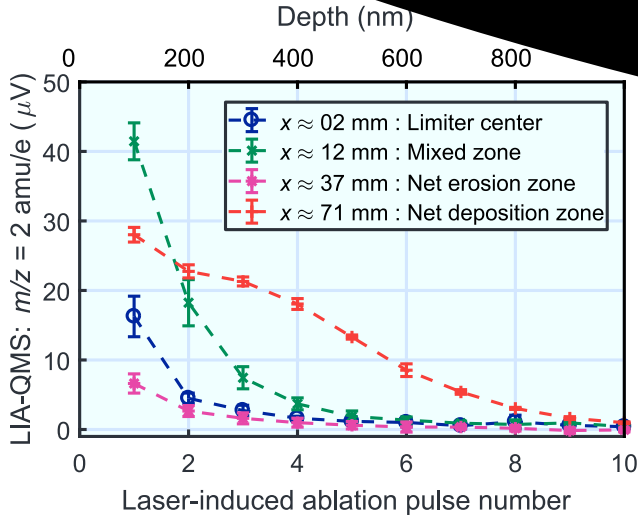 Depth (nm)
0 200 400 600 800
LIA-QMS: m/z = 2 amu/e (μV)
50
40
30
20
10
0
x ≈ 02 mm : Limiter center
x ≈ 12 mm : Mixed zone
x ≈ 37 mm : Net erosion zone
x ≈ 71 mm : Net deposition zone
0 2 4 6 8 10
Laser-induced ablation pulse number